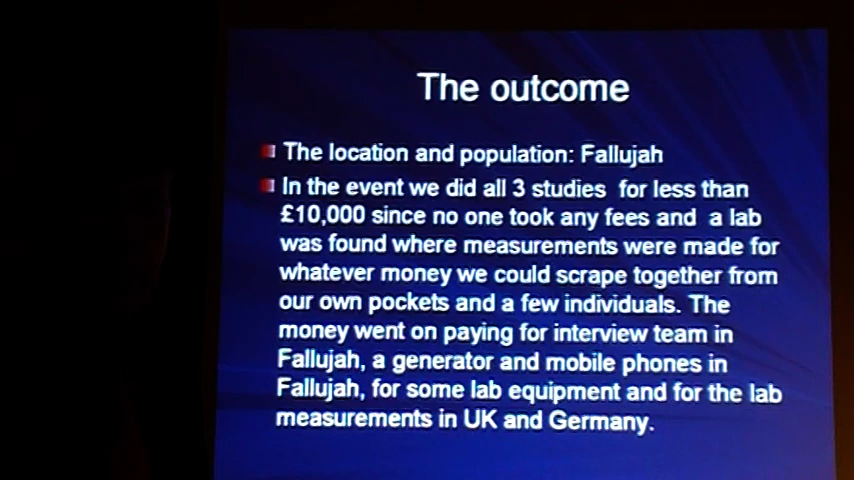 The outcome
The location and population: Fallujah
In the event we did all 3 studies for less than
£10,000 since no one took any fees and a lab
was found where measurements were made for
whatever money we could scrape together from
our own pockets and a few individuals. The
money went on paying for interview team in
Fallujah, a generator and mobile phones in
Fallujah, for some lab equipment and for the lab
measurements in UK and Germany.